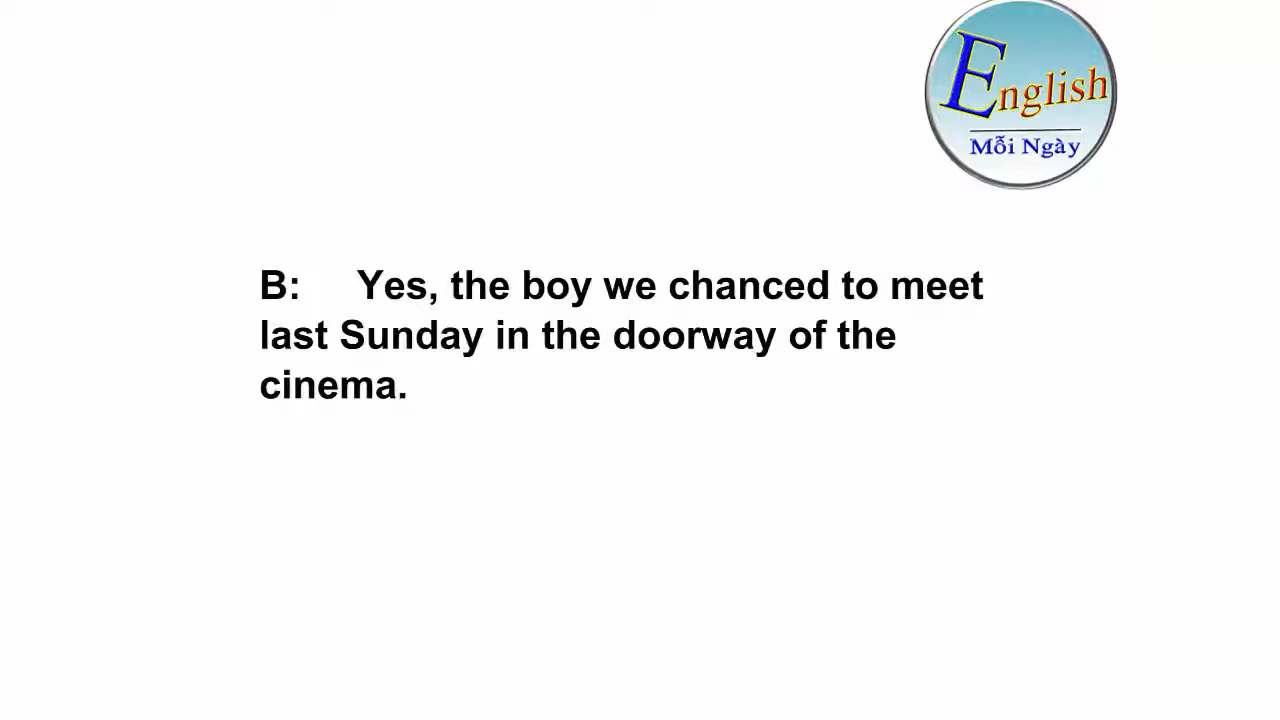 English
Mỗi Ngày
B: Yes, the boy we chanced to meet
last Sunday in the doorway of the
cinema.